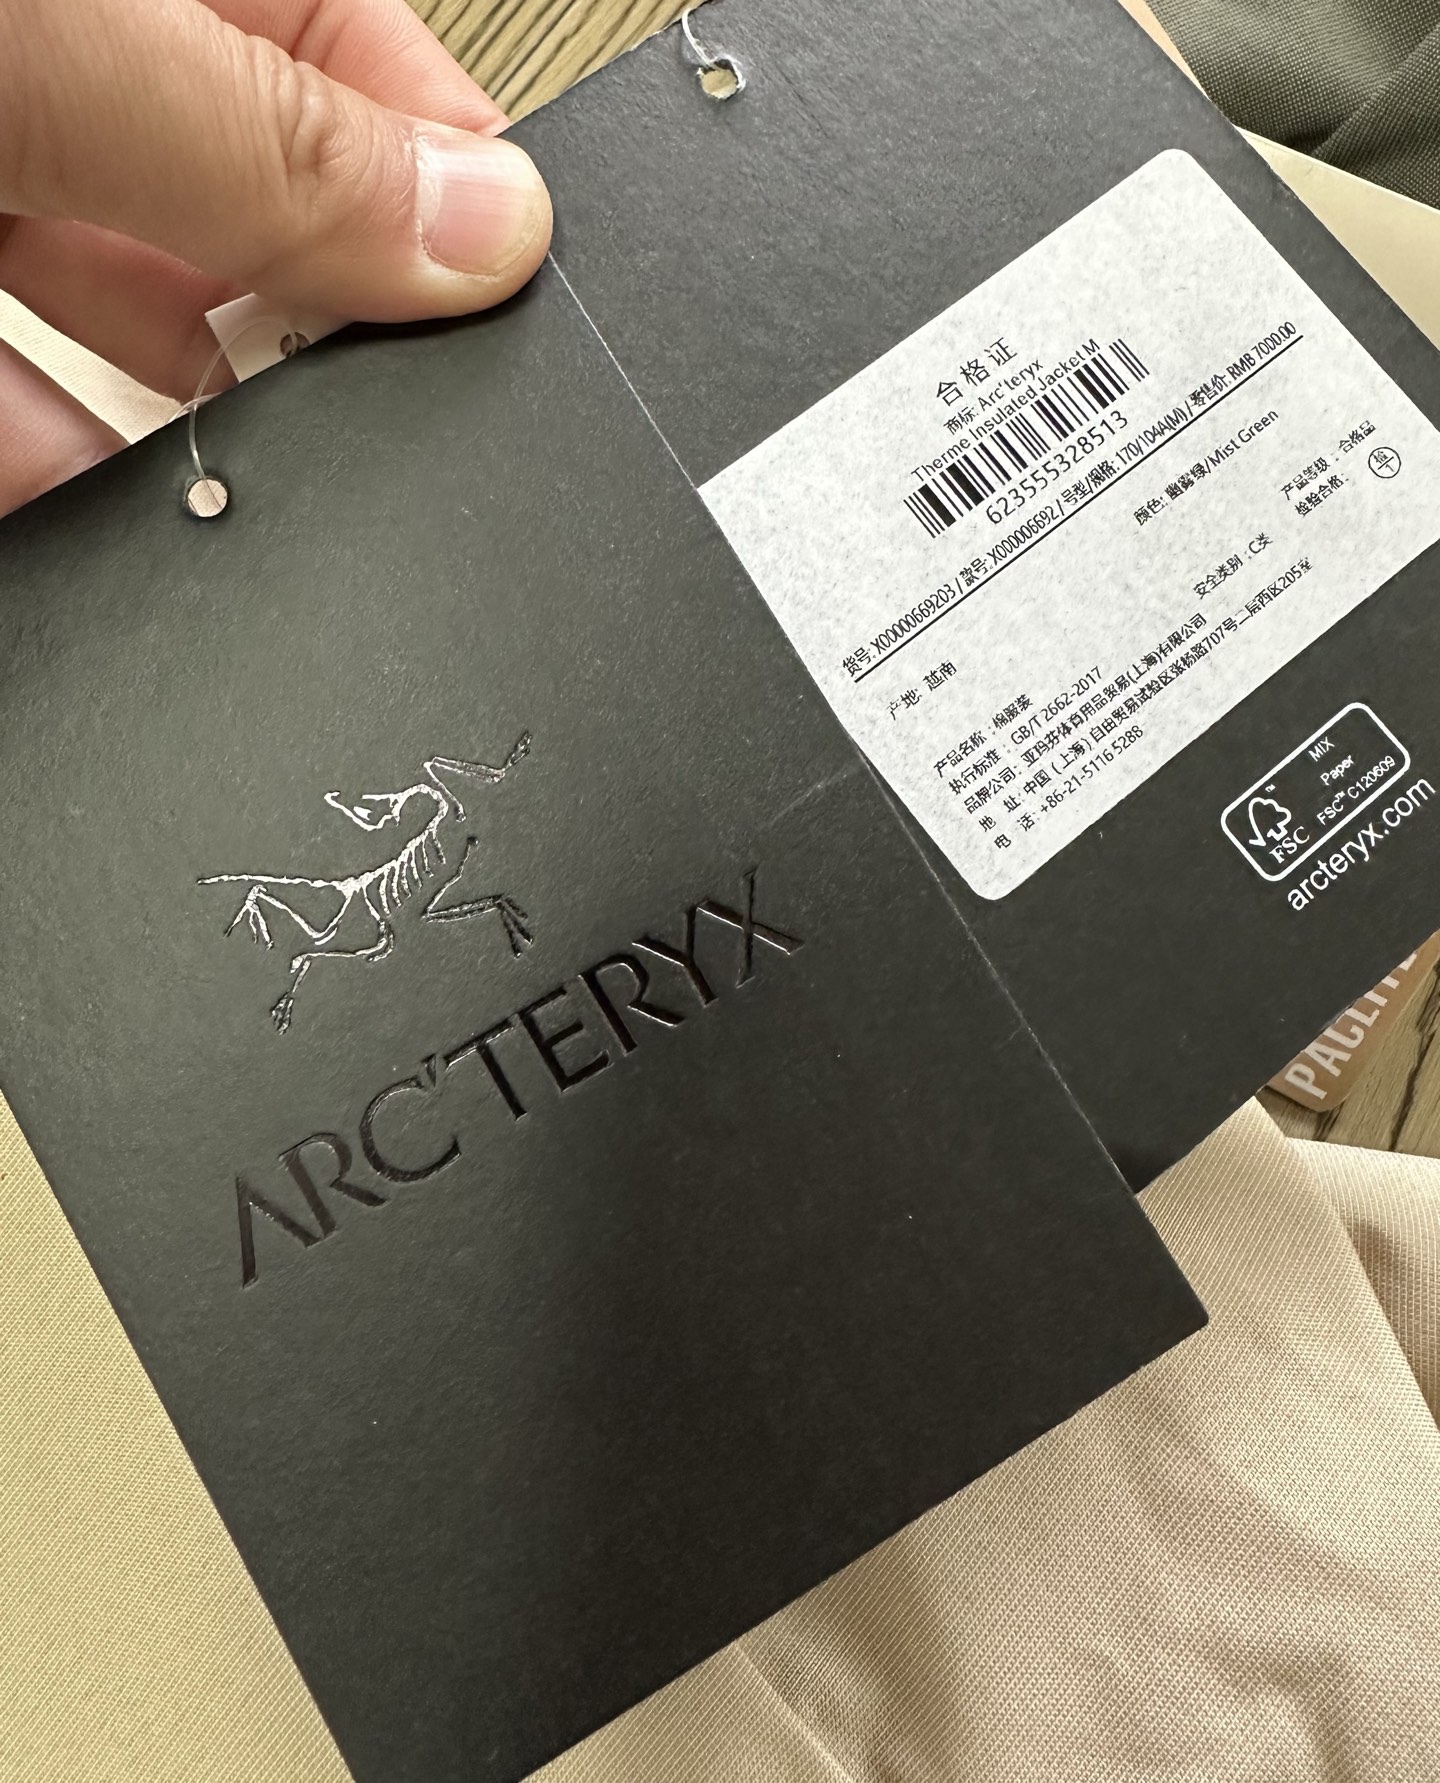 ARC'TERYX
合格证
商标: Arc'teryx
Therme Insulated Jacket M
623555328513
货号: X00000669203 / 款号: X000006692 / 号型/规格: 170/104A(M) / 零售价: RMB 7000.00
产地: 越南
颜色: 幽雾绿/Mist Green
产品等级: 合格品
安全类别: C类
检验合格:
产品名称: 棉服装
执行标准: GB/T 2662-2017
品牌公司: 亚玛芬体育用品贸易(上海)有限公司
地 址: 中国 (上海) 自由贸易试验区张杨路707号二层西区205室
电 话: +86-21-5116 5288
FSC
MIX
Paper
FSC™ C120609
arcteryx.com
PACLITE